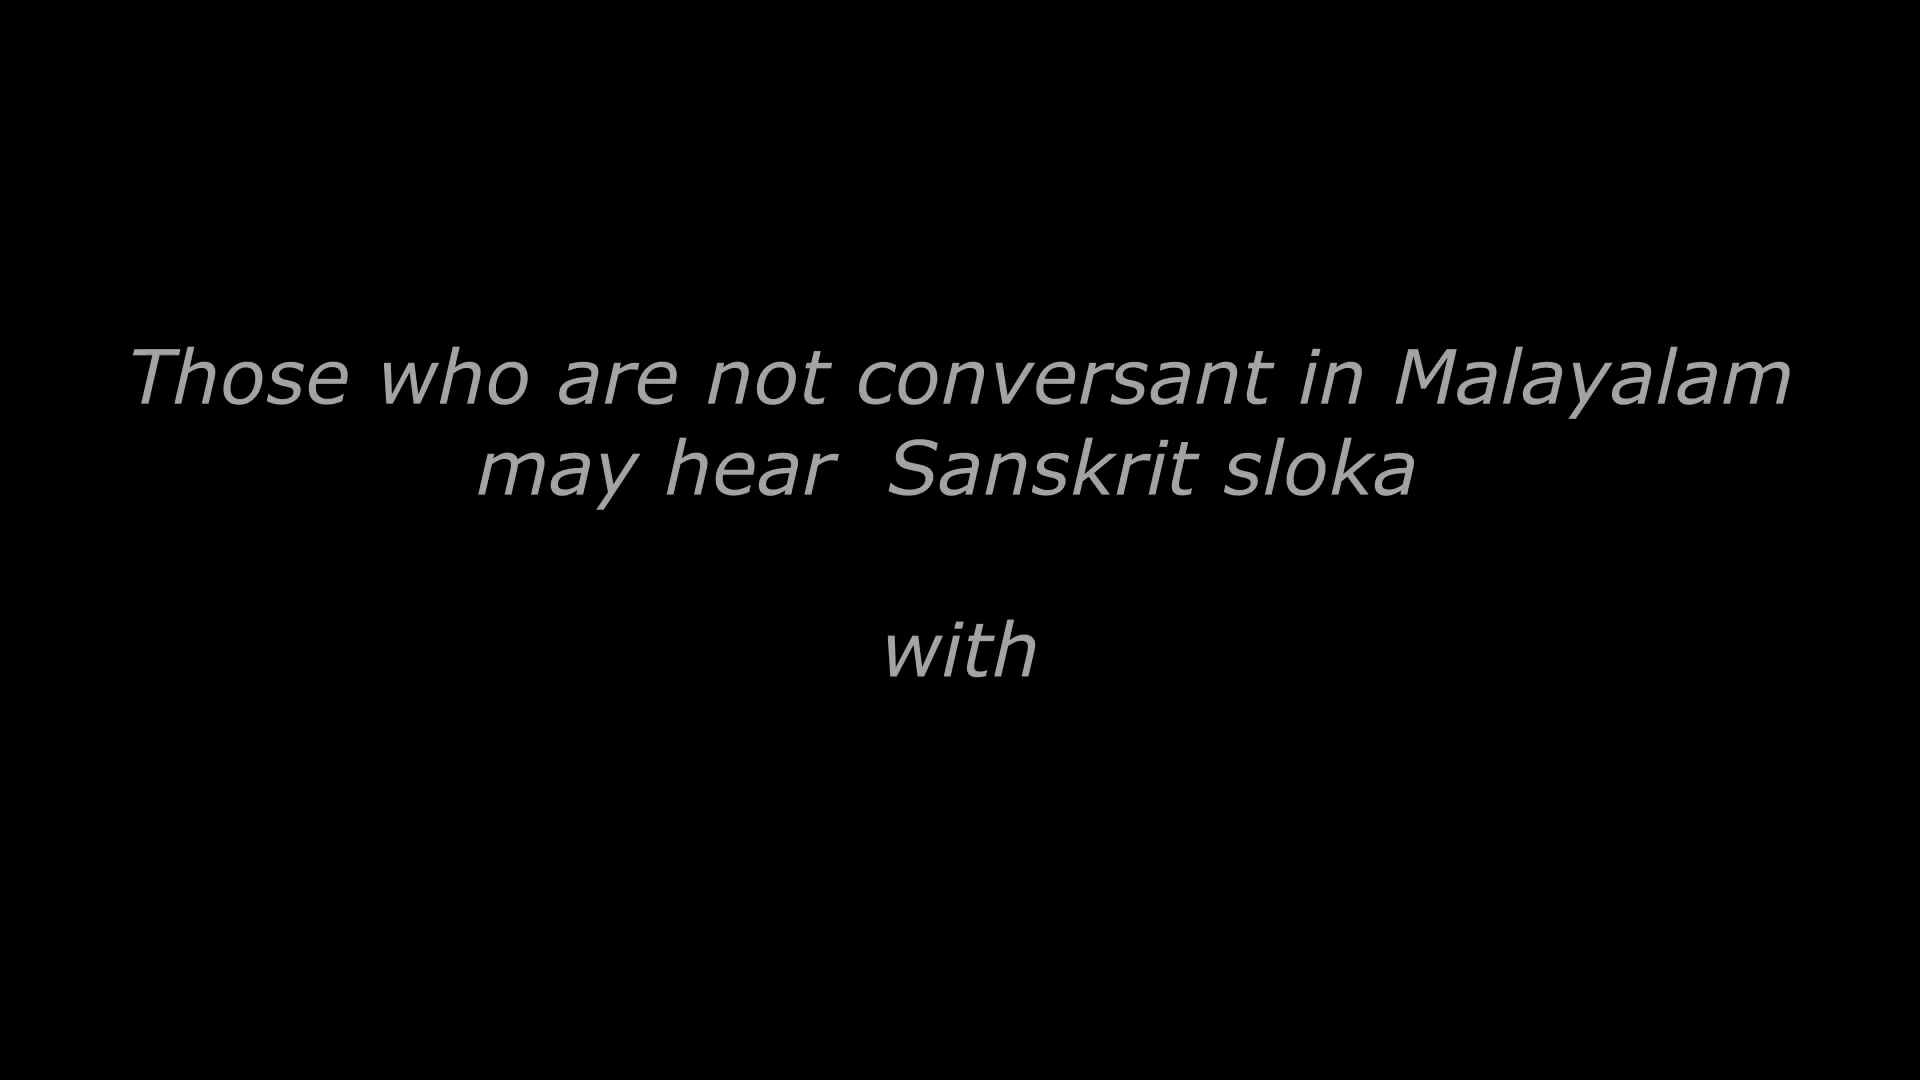 Those who are not conversant in Malayalam
may hear  Sanskrit sloka
with